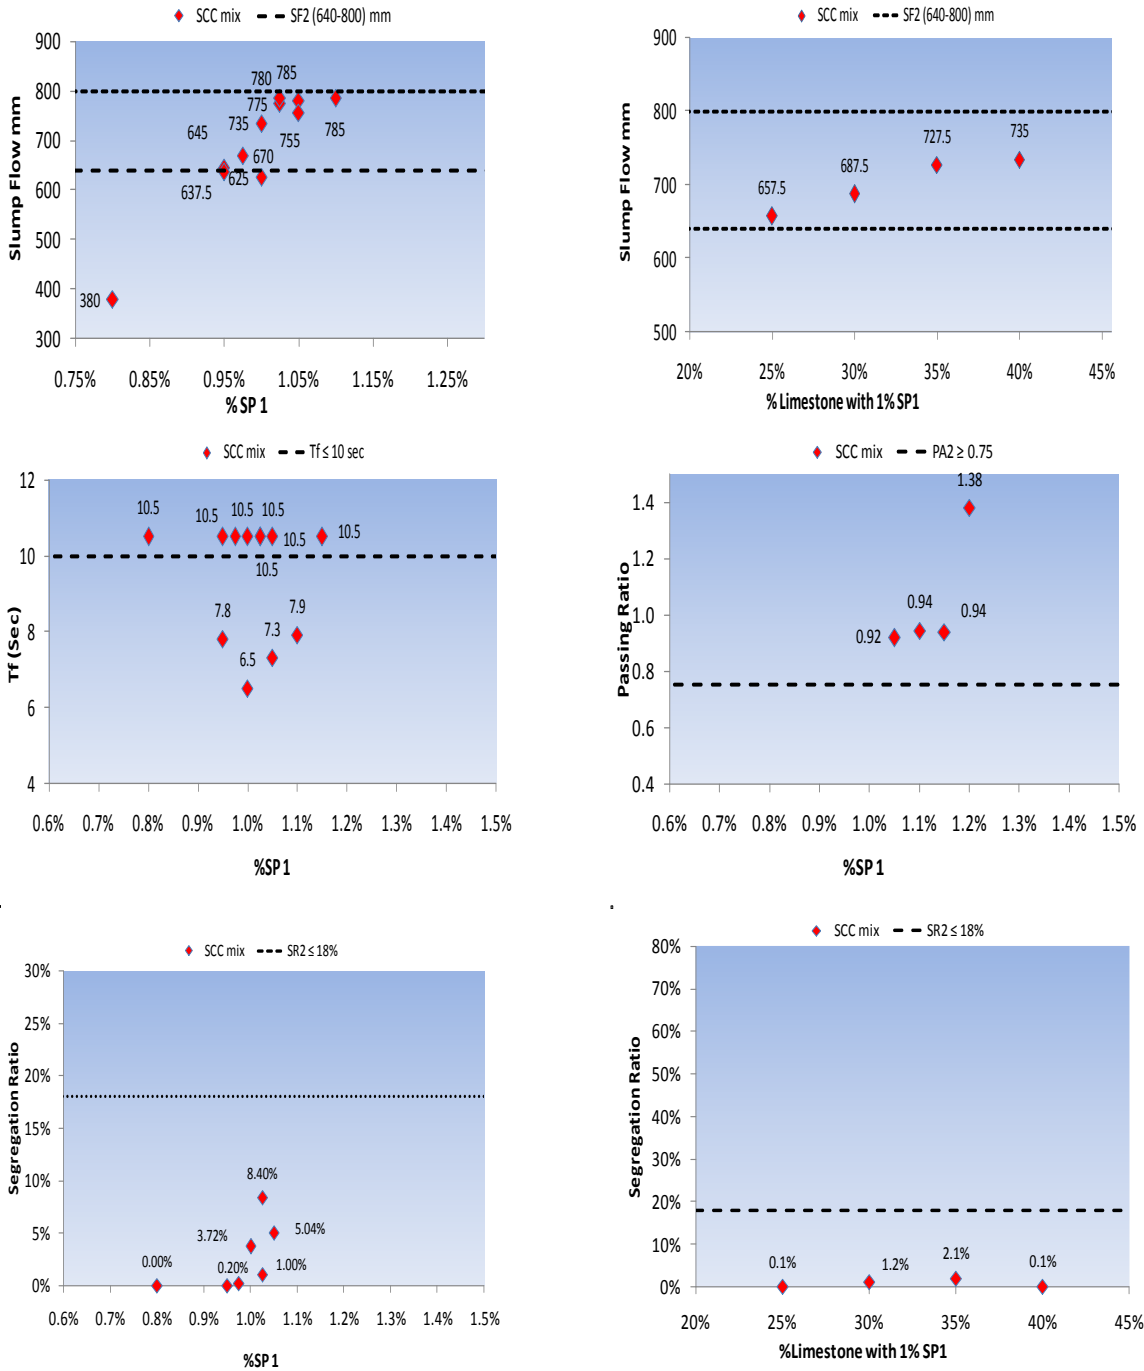 SCC mix SF2 (640-800) mm
900
800
700
600
500
400
300
Slump Flow mm
780 785
775
645 735
755 785
670
637.5 625
380
0.75% 0.85% 0.95% 1.05% 1.15% 1.25%
% SP 1
SCC mix SF2 (640-800) mm
900
800
700
600
500
Slump Flow mm
657.5 687.5 727.5 735
20% 25% 30% 35% 40% 45%
% Limestone with 1% SP1
SCC mix Tf ≤ 10 sec
12
10
8
6
4
Tf (Sec)
10.5 10.5 10.5 10.5 10.5 10.5
10.5
7.8 6.5 7.3 7.9
0.6% 0.7% 0.8% 0.9% 1.0% 1.1% 1.2% 1.3% 1.4% 1.5%
%SP 1
SCC mix PA2 ≥ 0.75
1.4
1.2
1.0
0.8
0.6
0.4
Passing Ratio
1.38
0.92 0.94 0.94
0.6% 0.7% 0.8% 0.9% 1.0% 1.1% 1.2% 1.3% 1.4% 1.5%
%SP 1
SCC mix SR2 ≤ 18%
30%
25%
20%
15%
10%
5%
0%
Segregation Ratio
8.40%
3.72% 5.04%
0.00% 0.20% 1.00%
0.6% 0.7% 0.8% 0.9% 1.0% 1.1% 1.2% 1.3% 1.4% 1.5%
%SP 1
SCC mix SR2 ≤ 18%
80%
70%
60%
50%
40%
30%
20%
10%
0%
Segregation Ratio
0.1% 1.2% 2.1% 0.1%
20% 25% 30% 35% 40% 45%
%Limestone with 1% SP1